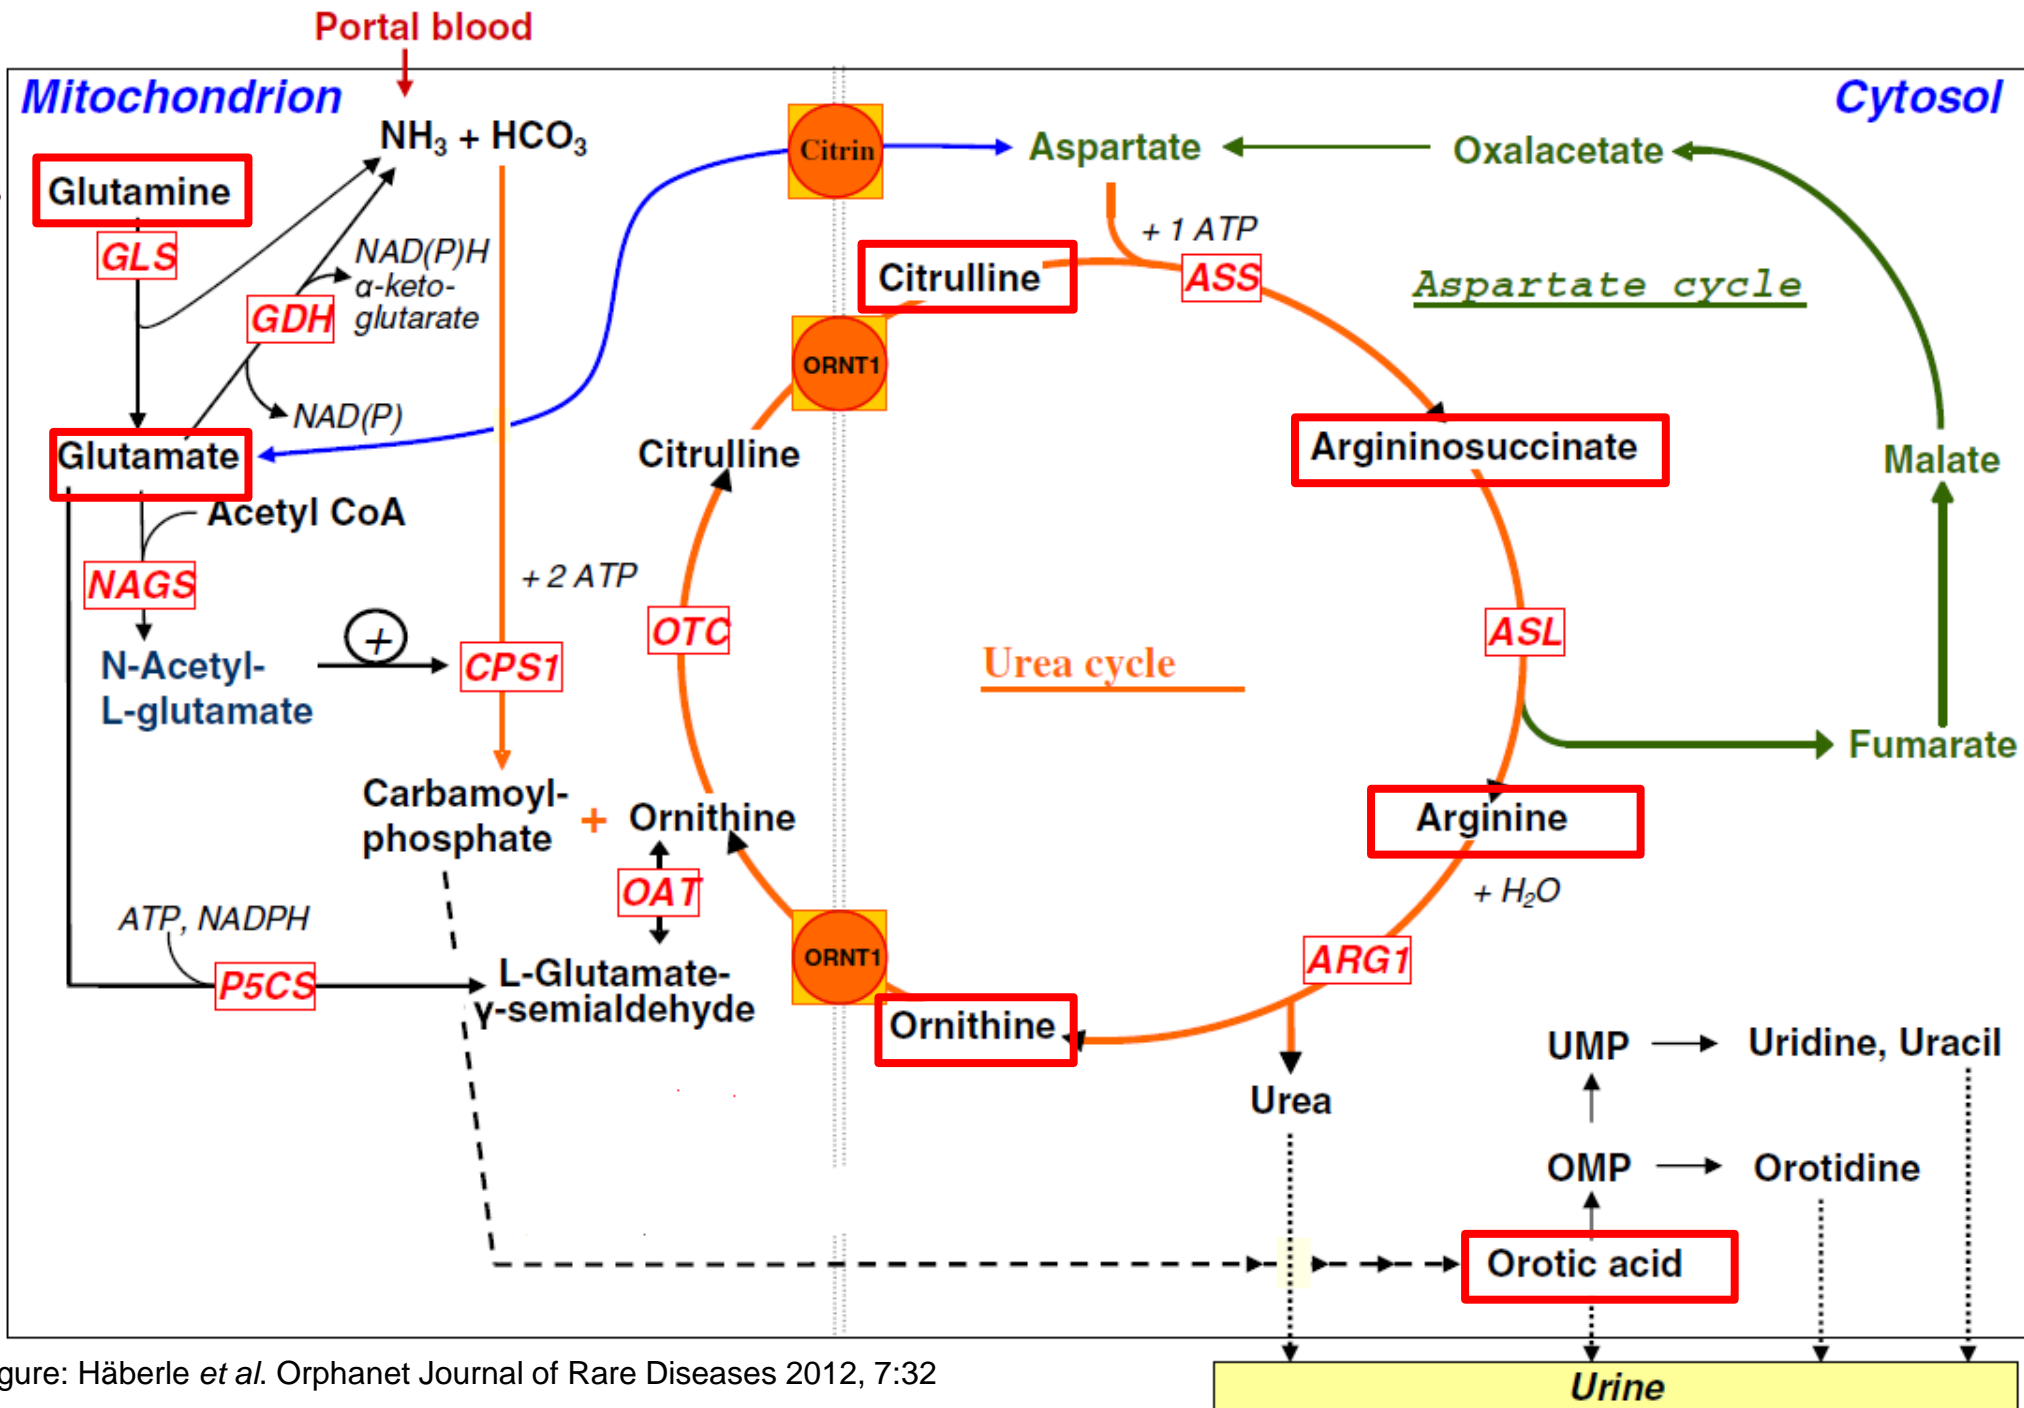 Portal blood
Mitochondrion
Cytosol
NH₃ + HCO₃
Citrin
Aspartate
Oxalacetate
Glutamine
GLS
NAD(P)H
α-keto-
glutarate
GDH
NAD(P)
+ 1 ATP
Citrulline
ASS
Aspartate cycle
ORNT1
Glutamate
Citrulline
Argininosuccinate
Malate
Acetyl CoA
NAGS
+ 2 ATP
+
N-Acetyl-
L-glutamate
CPS1
OTC
Urea cycle
ASL
Fumarate
Carbamoyl-
phosphate
+
Ornithine
Arginine
+ H₂O
OAT
ATP, NADPH
P5CS
L-Glutamate-
γ-semialdehyde
ORNT1
ARG1
Ornithine
Urea
UMP
Uridine, Uracil
OMP
Orotidine
Orotic acid
gure: Häberle et al. Orphanet Journal of Rare Diseases 2012, 7:32
Urine